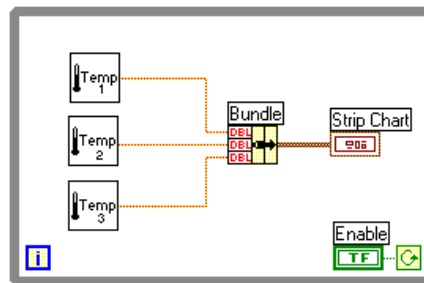 Temp
1
Temp
2
Temp
3
Bundle
DBL
DBL
DBL
Strip Chart
Enable
TF
i